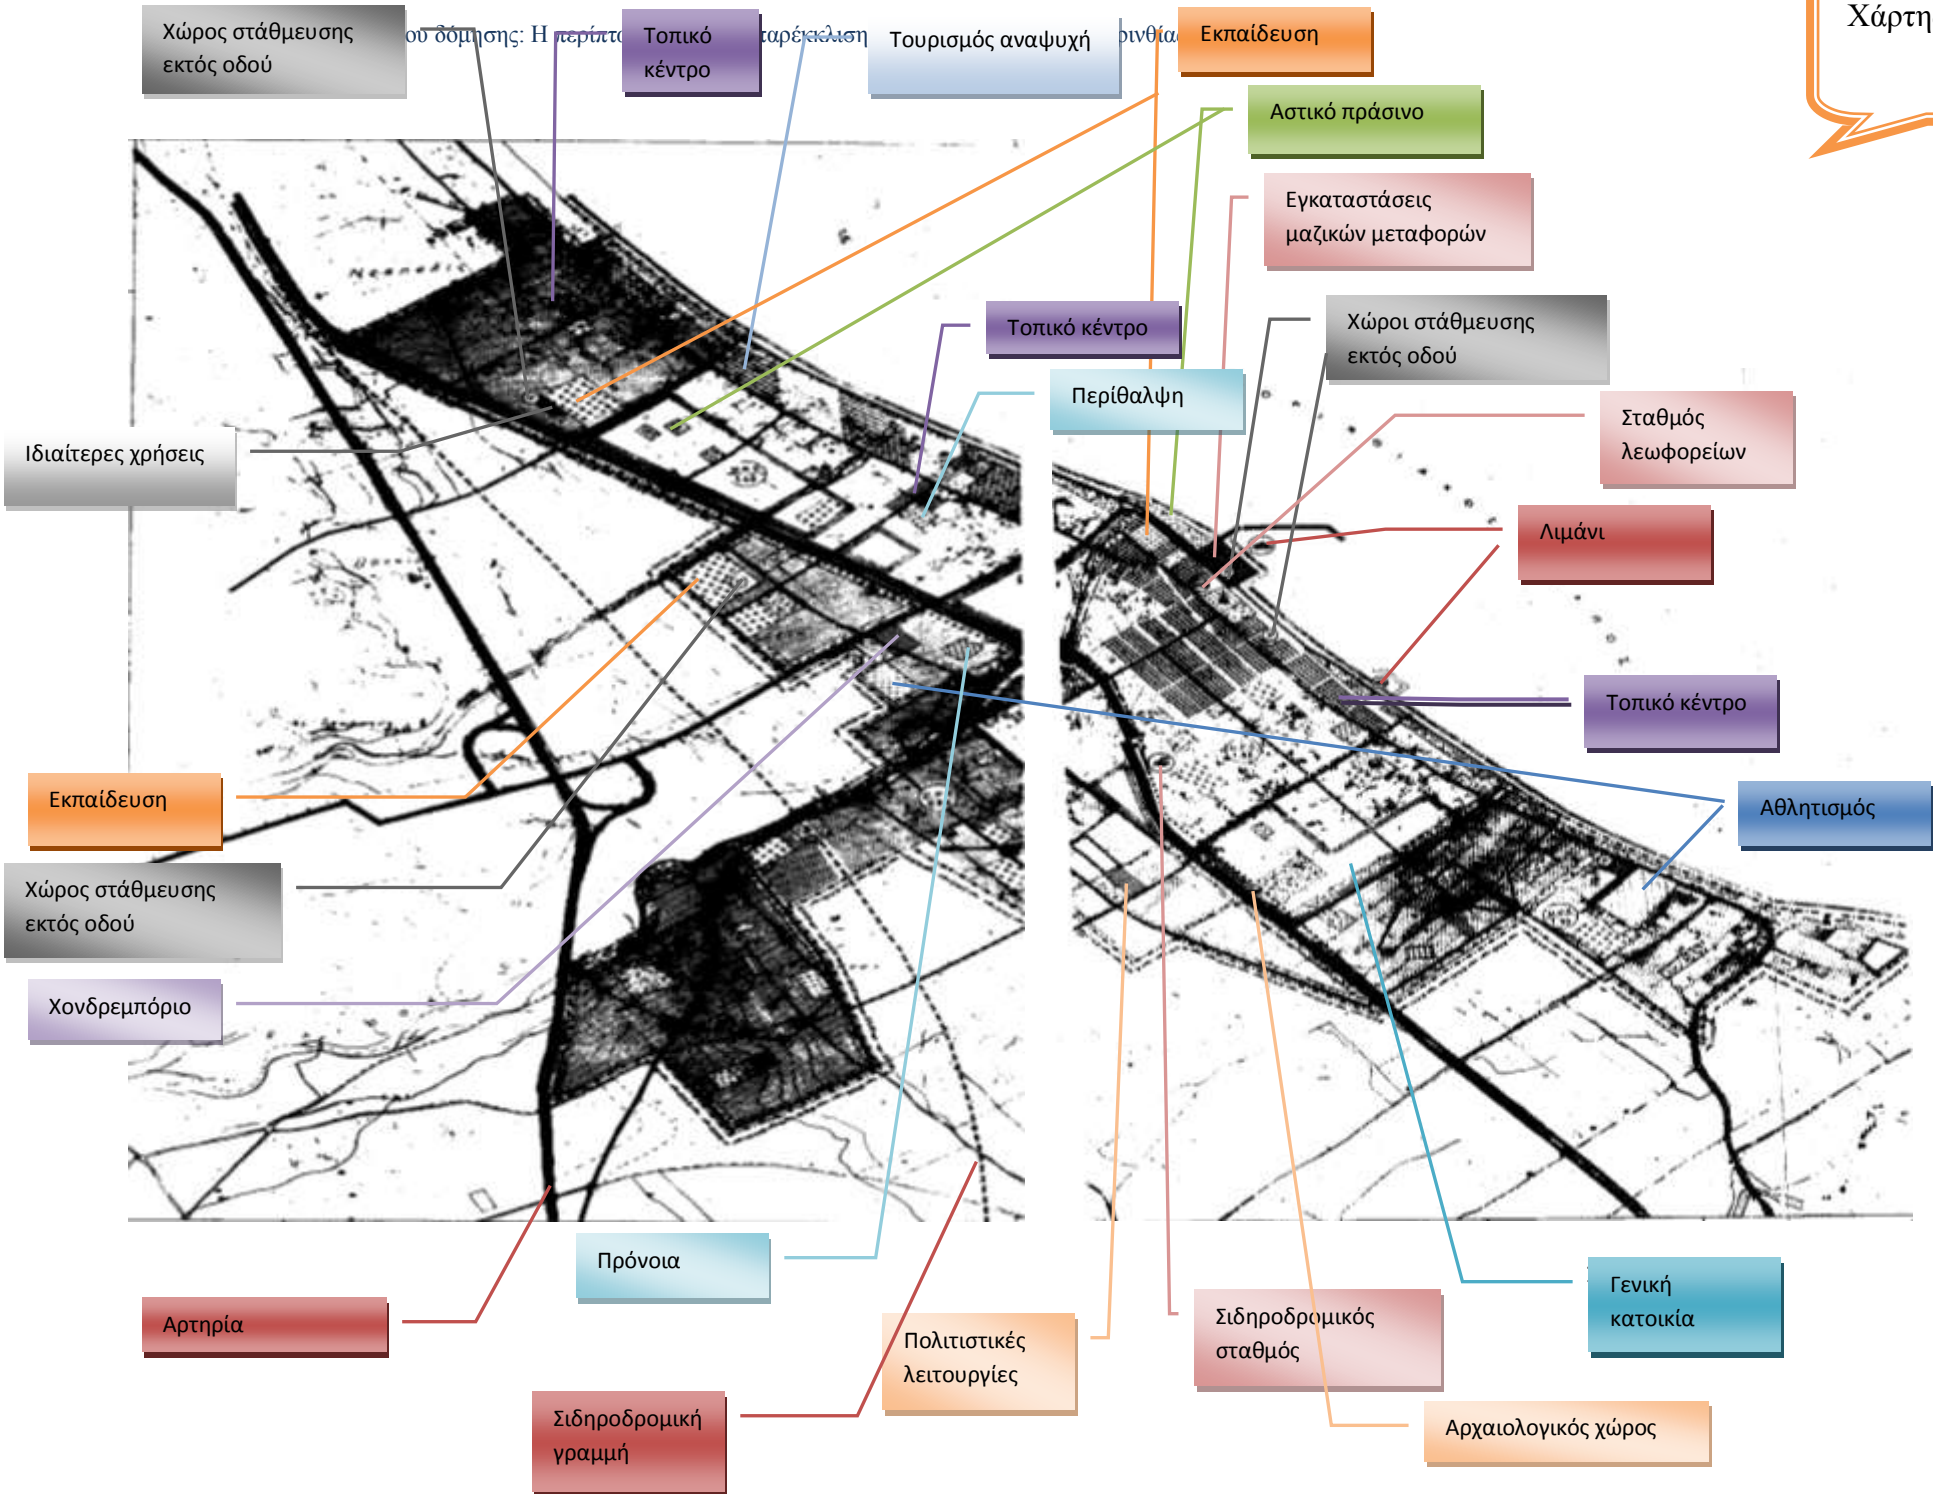 Χάρτη
Χώρος στάθμευσης
εκτός οδού
ου δόμησης: Η
Τοπικό
κέντρο
Τουρισμός αναψυχή
Εκπαίδευση
Αστικό πράσινο
Εγκαταστάσεις
μαζικών μεταφορών
Τοπικό κέντρο
Χώροι στάθμευσης
εκτός οδού
Περίθαλψη
Σταθμός
λεωφορείων
Ιδιαίτερες χρήσεις
Λιμάνι
Τοπικό κέντρο
Εκπαίδευση
Αθλητισμός
Χώρος στάθμευσης
εκτός οδού
Χονδρεμπόριο
Πρόνοια
Γενική
κατοικία
Αρτηρία
Πολιτιστικές
λειτουργίες
Σιδηροδρομικός
σταθμός
Σιδηροδρομική
γραμμή
Αρχαιολογικός χώρος